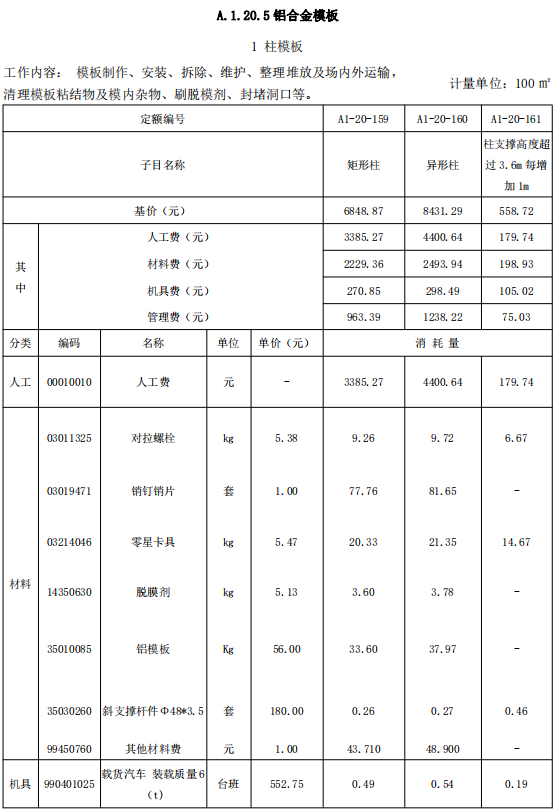 A.1.20.5铝合金模板
1 柱模板
工作内容： 模板制作、安装、拆除、维护、整理堆放及场内外运输，
清理模板粘结物及模内杂物、刷脱模剂、封堵洞口等。
计量单位：100 ㎡
定额编号 A1-20-159 A1-20-160 A1-20-161
子目名称 矩形柱 异形柱 柱支撑高度超
过 3.6m 每增
加 1m
基价（元） 6848.87 8431.29 558.72
其
中
人工费（元） 3385.27 4400.64 179.74
材料费（元） 2229.36 2493.94 198.93
机具费（元） 270.85 298.49 105.02
管理费（元） 963.39 1238.22 75.03
分类 编码 名称 单位 单价（元） 消 耗 量
人工 00010010 人工费 元 - 3385.27 4400.64 179.74
材料
03011325 对拉螺栓 kg 5.38 9.26 9.72 6.67
03019471 销钉销片 套 1.00 77.76 81.65 -
03214046 零星卡具 kg 5.47 20.33 21.35 14.67
14350630 脱膜剂 kg 5.13 3.60 3.78 -
35010085 铝模板 Kg 56.00 33.60 37.97 -
35030260 斜支撑杆件Φ48*3.5 套 180.00 0.26 0.27 0.46
99450760 其他材料费 元 1.00 43.710 48.900 -
机具 990401025 载货汽车 装载质量6
（t） 台班 552.75 0.49 0.54 0.19